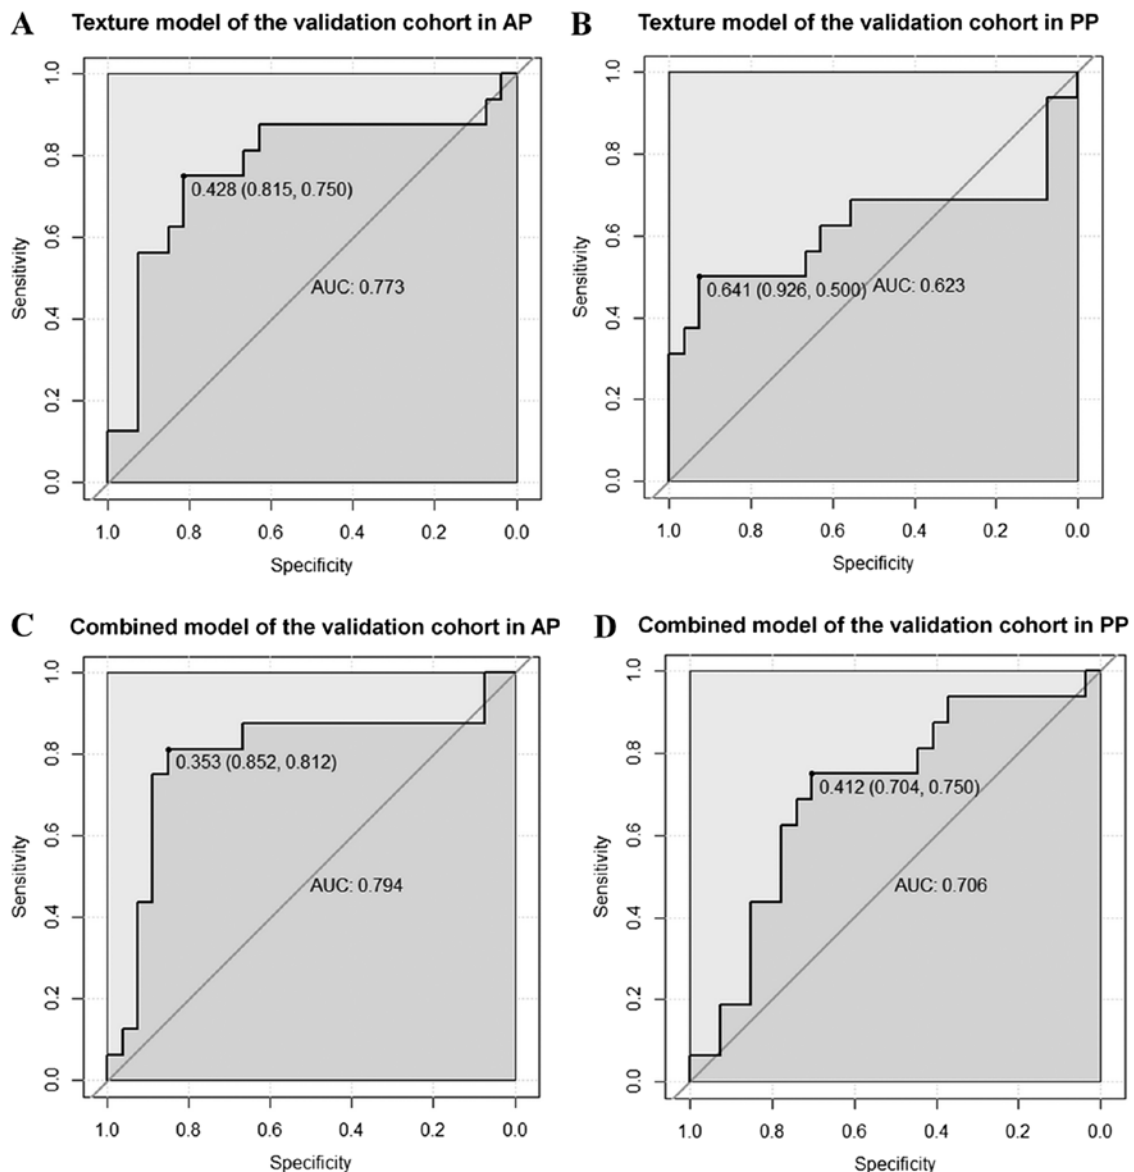 A Texture model of the validation cohort in AP
1.0
0.8
0.6
0.4
0.2
0.0
Sensitivity
0.428 (0.815, 0.750)
AUC: 0.773
1.0 0.8 0.6 0.4 0.2 0.0
Specificity
B Texture model of the validation cohort in PP
1.0
0.8
0.6
0.4
0.2
0.0
Sensitivity
0.641 (0.926, 0.500)
AUC: 0.623
1.0 0.8 0.6 0.4 0.2 0.0
Specificity
C Combined model of the validation cohort in AP
1.0
0.8
0.6
0.4
0.2
0.0
Sensitivity
0.353 (0.852, 0.812)
AUC: 0.794
1.0 0.8 0.6 0.4 0.2 0.0
Specificity
D Combined model of the validation cohort in PP
1.0
0.8
0.6
0.4
0.2
0.0
Sensitivity
0.412 (0.704, 0.750)
AUC: 0.706
1.0 0.8 0.6 0.4 0.2 0.0
Specificity